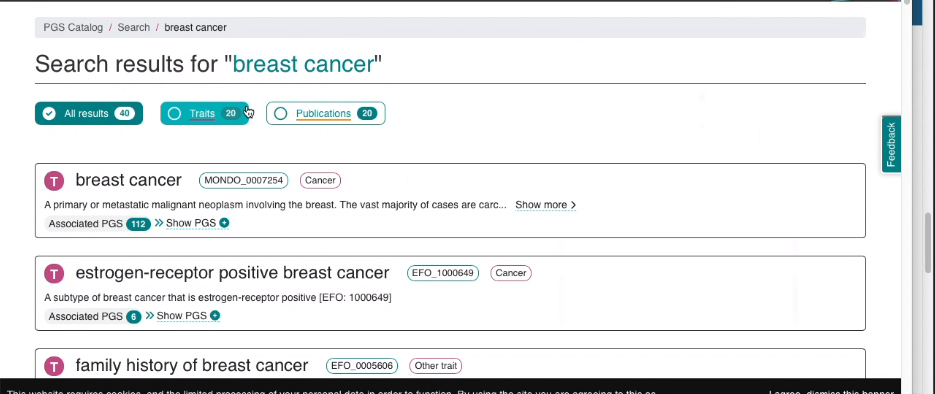 PGS Catalog / Search / breast cancer
Search results for "breast cancer"
All results 40 Traits 20 Publications 20
Feedback
T breast cancer MONDO_0007254 Cancer
A primary or metastatic malignant neoplasm involving the breast. The vast majority of cases are carc... Show more >
Associated PGS 112 >> Show PGS +
T estrogen-receptor positive breast cancer EFO_1000649 Cancer
A subtype of breast cancer that is estrogen-receptor positive [EFO: 1000649]
Associated PGS 6 >> Show PGS +
T family history of breast cancer EFO_0005606 Other trait
This website requires cookies, and the limited processing of your personal data in order to function. By using the site you are agreeing to this as I agree, dismiss this banner